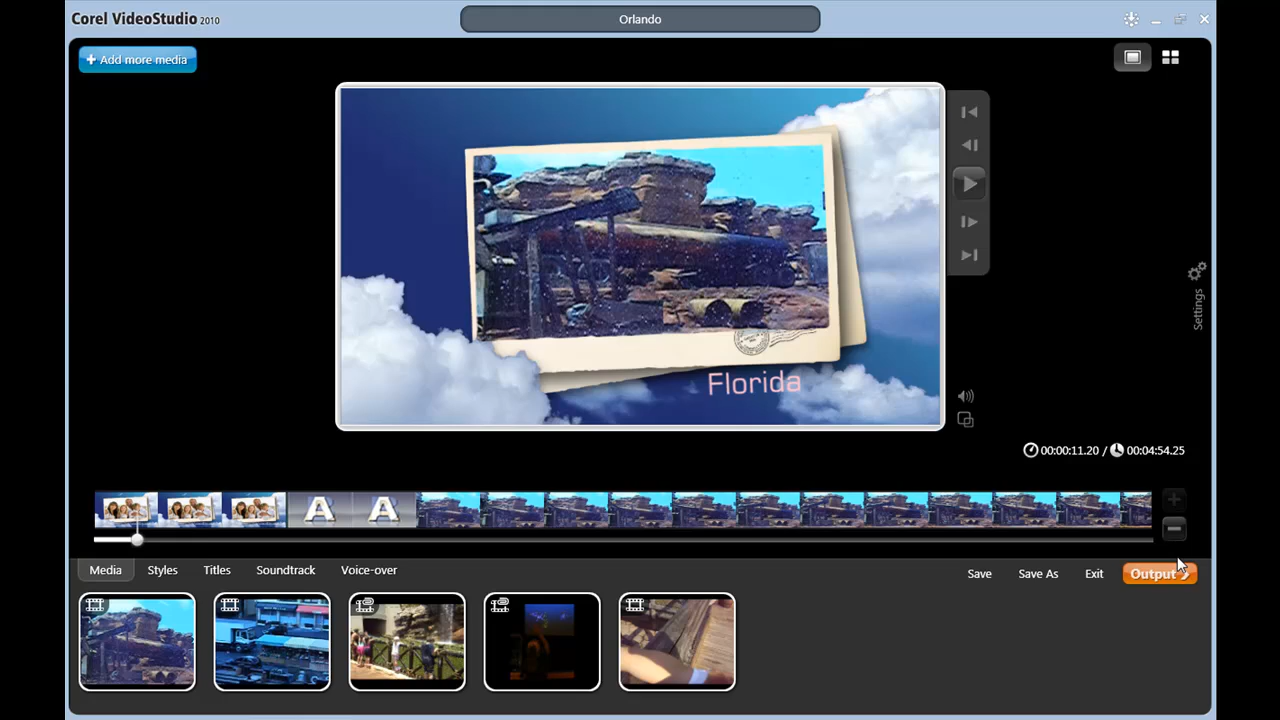 Corel VideoStudio 2010
Orlando
+ Add more media
Florida
Settings
00:00:11.20 / 00:04:54.25
A A
Media Styles Titles Soundtrack Voice-over
Save Save As Exit Output